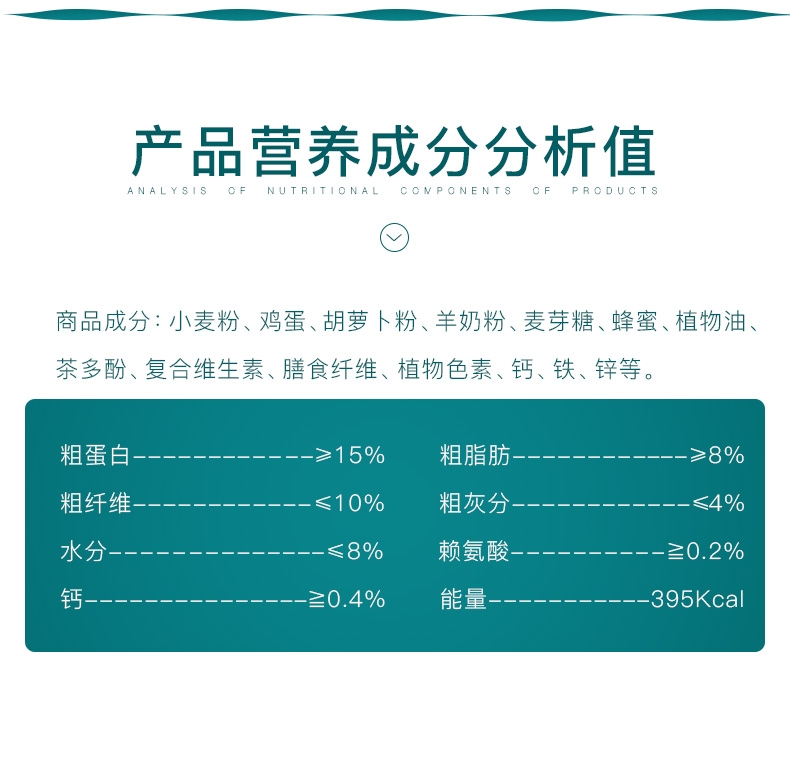 产品营养成分分析值
ANALYSIS OF NUTRITIONAL COMPONENTS OF PRODUCTS
商品成分：小麦粉、鸡蛋、胡萝卜粉、羊奶粉、麦芽糖、蜂蜜、植物油、
茶多酚、复合维生素、膳食纤维、植物色素、钙、铁、锌等。
粗蛋白------------⩾15% 粗脂肪------------⩾8%
粗纤维------------⩽10% 粗灰分------------⩽4%
水分---------------⩽8% 赖氨酸-----------≧0.2%
钙---------------≧0.4% 能量-----------395Kcal